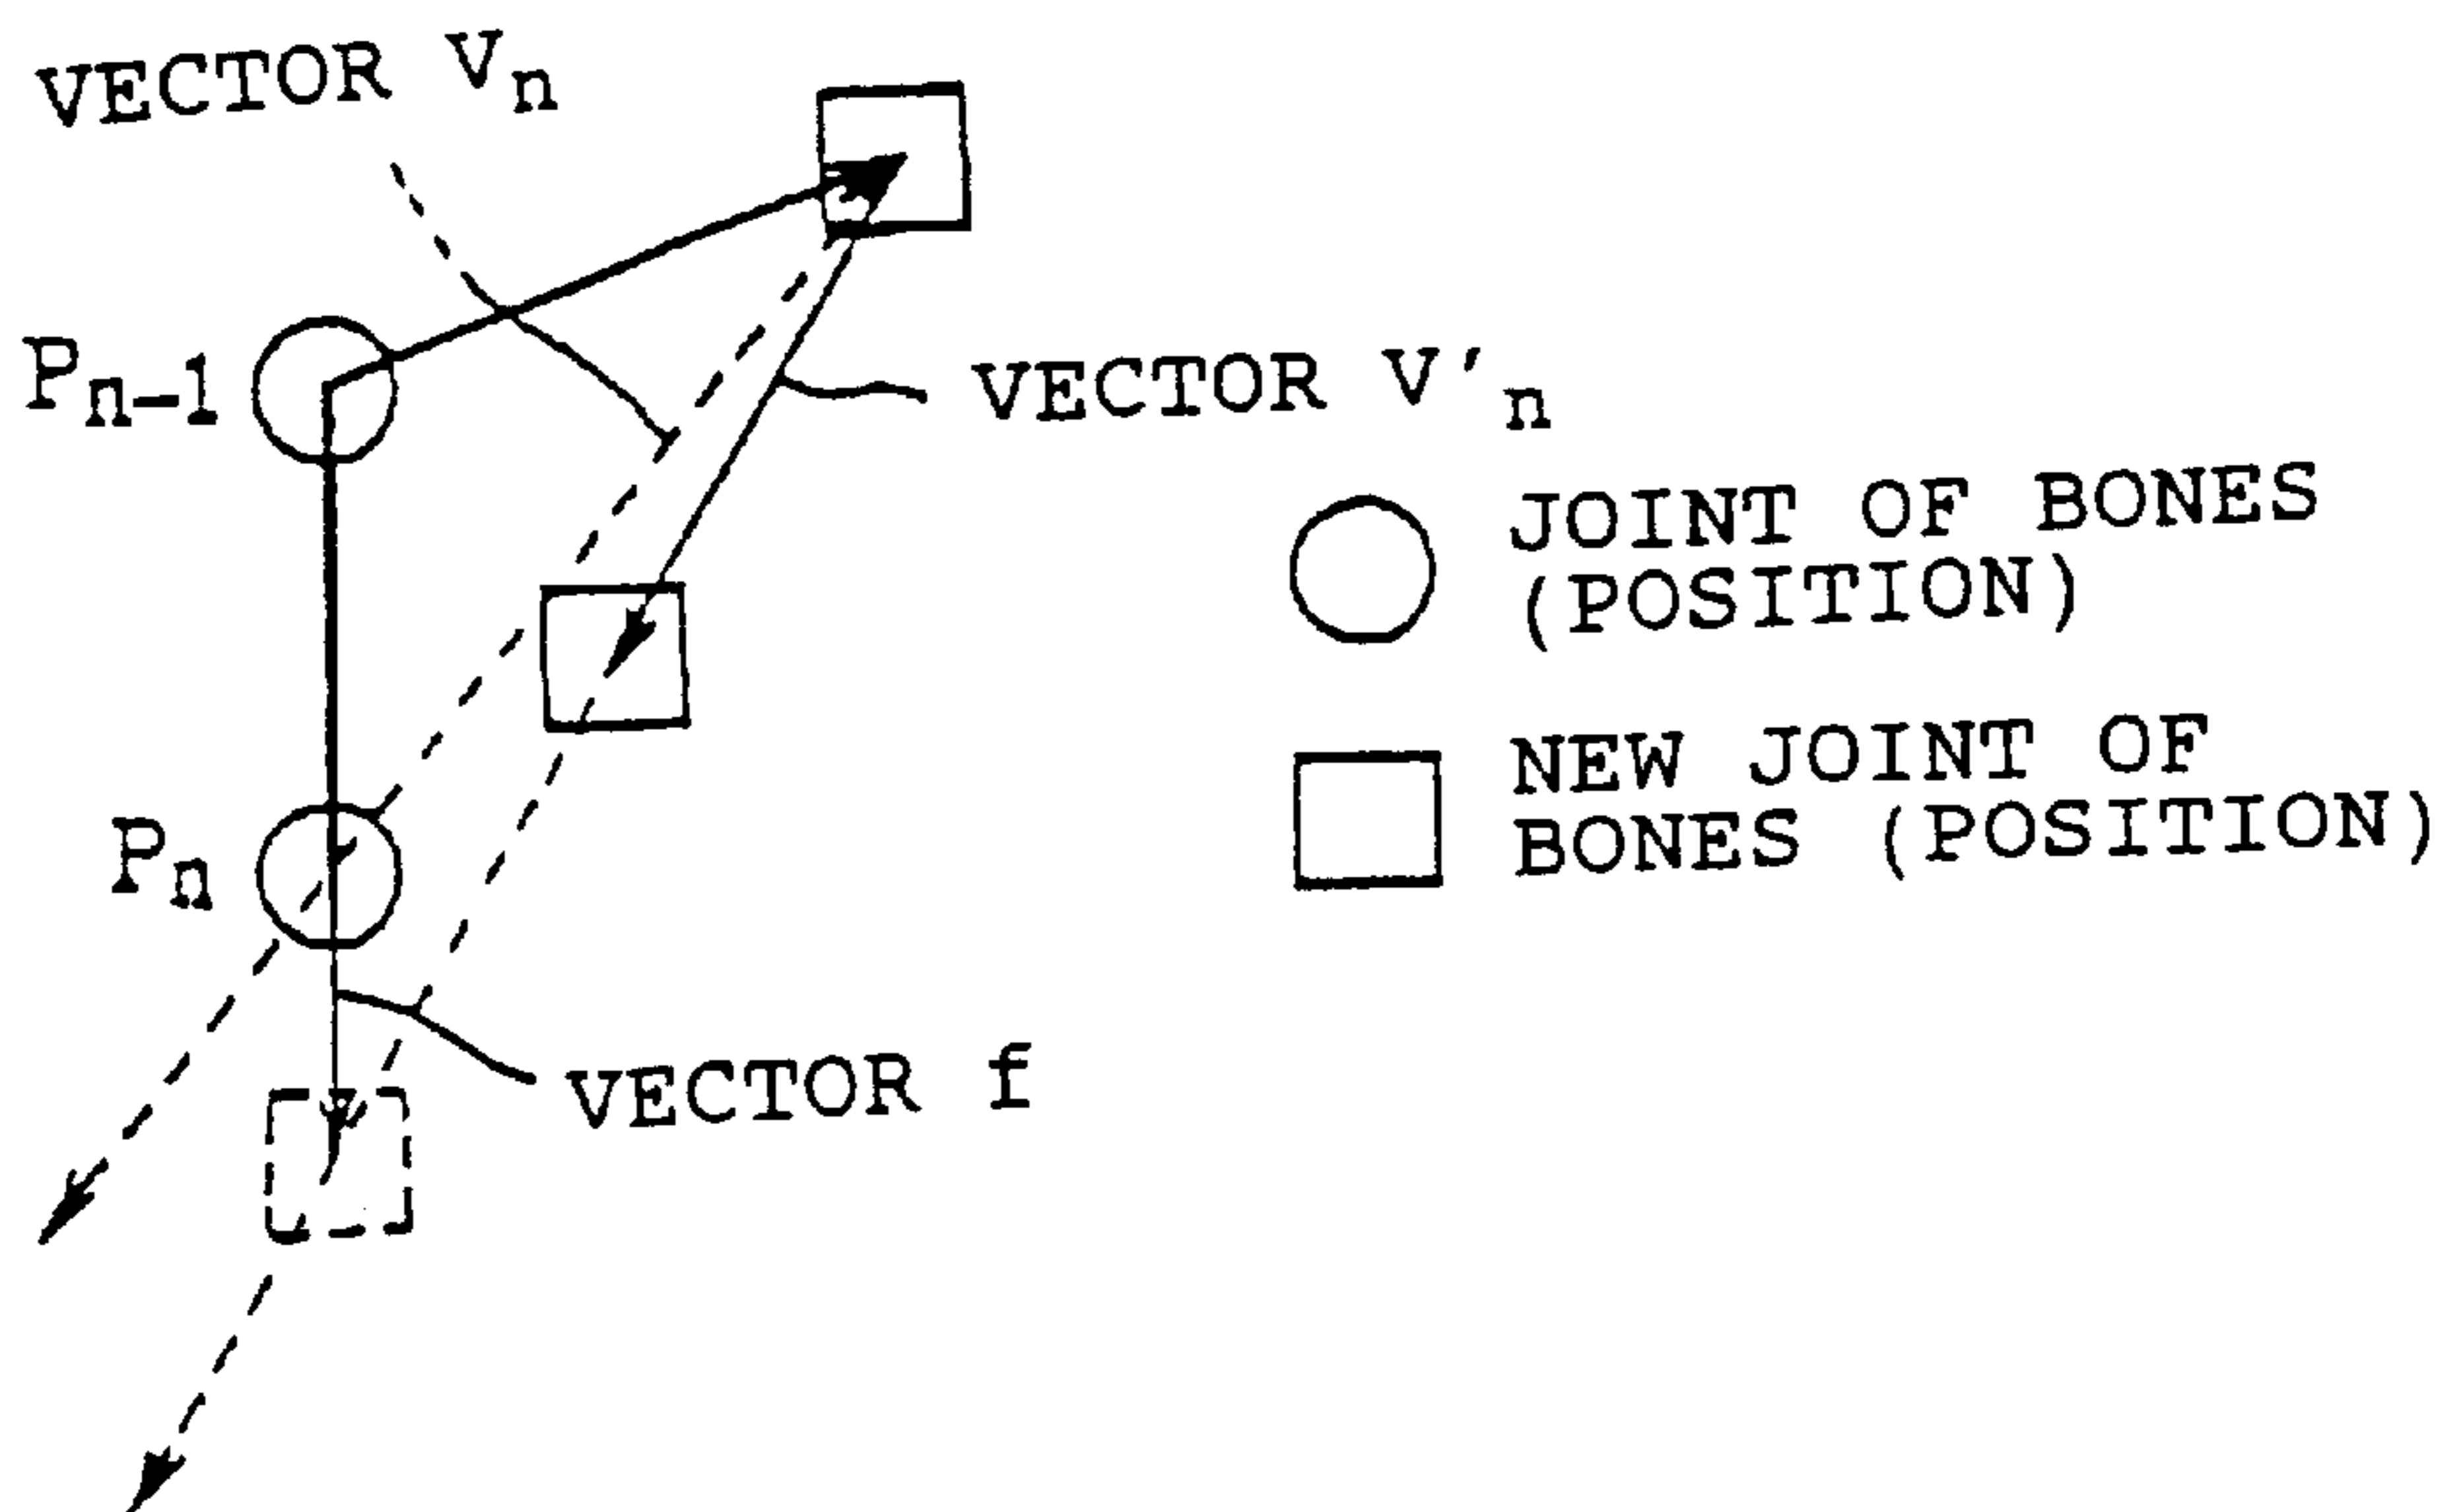 VECTOR Vn
Pn-1
VECTOR V'n
JOINT OF BONES
(POSITION)
NEW JOINT OF
BONES (POSITION)
Pn
VECTOR f